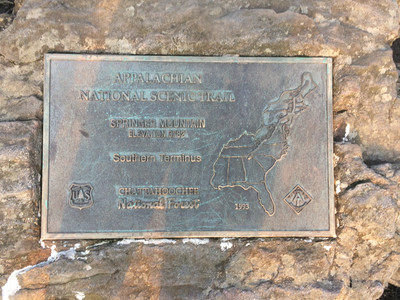 APPALACHIAN
NATIONAL SCENIC TRAIL
SPRINGER MOUNTAIN
ELEVATION
Southern Terminus
CHATTAHOOCHEE
National Forest
1993